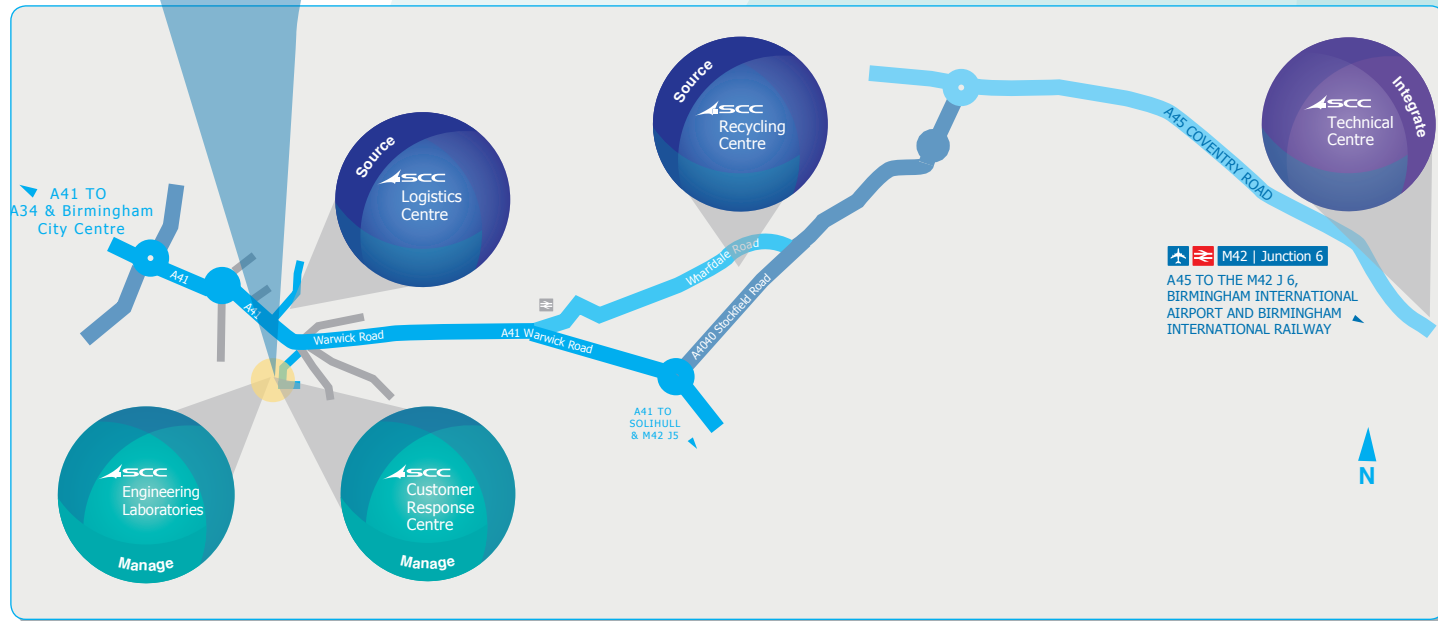 A41 TO
A34 & Birmingham
City Centre
A41
A41
Source
SCC
Logistics
Centre
Source
SCC
Recycling
Centre
Integrate
SCC
Technical
Centre
A45 COVENTRY ROAD
M42 | Junction 6
A45 TO THE M42 J 6,
BIRMINGHAM INTERNATIONAL
AIRPORT AND BIRMINGHAM
INTERNATIONAL RAILWAY
Wharfdale Road
A4040 Stockfield Road
Warwick Road
A41 Warwick Road
A41 TO
SOLIHULL
& M42 J5
SCC
Engineering
Laboratories
Manage
SCC
Customer
Response
Centre
Manage
N